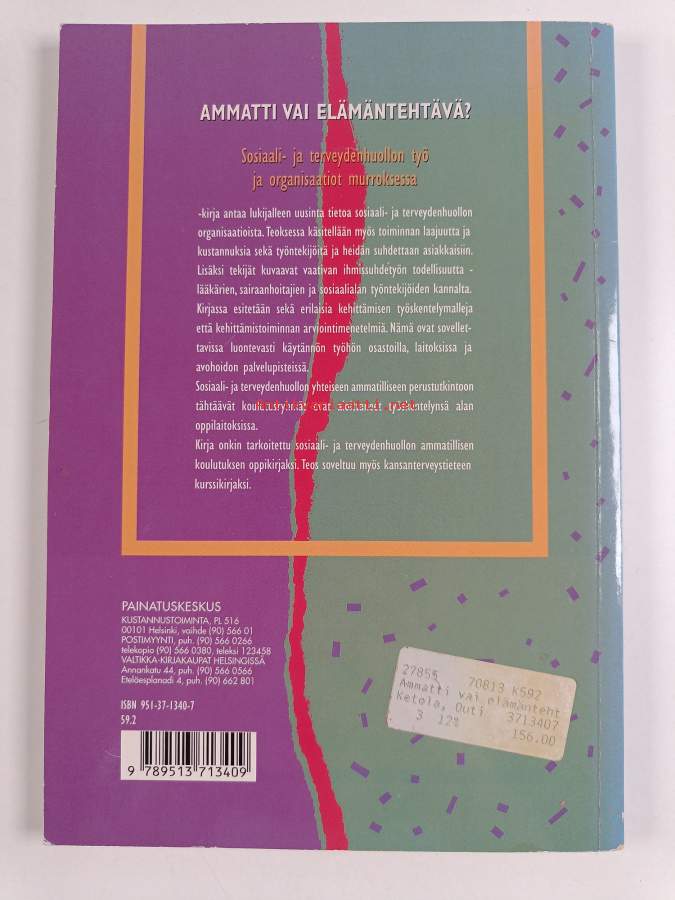 AMMATTI VAI ELÄMÄNTEHTÄVÄ?
Sosiaali- ja terveydenhuollon työ
ja organisaatiot murroksessa
-kirja antaa lukijalleen uusinta tietoa sosiaali- ja terveydenhuollon
organisaatioista. Teoksessa käsitellään myös toiminnan laajuutta ja
kustannuksia sekä työntekijöitä ja heidän suhdettaan asiakkaisiin.
Lisäksi tekijät kuvaavat vaativan ihmissuhdetyön todellisuutta -
lääkärien, sairaanhoitajien ja sosiaalialan työntekijöiden kannalta.
Kirjassa esitetään sekä erilaisia kehittämisen työskentelymalleja
että kehittämistoiminnan arviointimenetelmiä. Nämä ovat sovellet-
tavissa luontevasti käytännön työhön osastoilla, laitoksissa ja
avohoidon palvelupisteissä.
Sosiaali- ja terveydenhuollon yhteiseen ammatilliseen perustutkintoon
tähtäävät koulutusryhmät ovat aloittaneet työskentelynsä alan
oppilaitoksissa.
Kirja onkin tarkoitettu sosiaali- ja terveydenhuollon ammatillisen
koulutuksen oppikirjaksi. Teos soveltuu myös kansanterveystieteen
kurssikirjaksi.
PAINATUSKESKUS
KUSTANNUSTOIMINTA, PL 516
00101 Helsinki, vaihde (90) 566 01
POSTIMYYNTI, puh. (90) 566 0266
telekopio (90) 566 0380, teleksi 123458
VALTIKKA-KIRJAKAUPAT HELSINGISSÄ
Annankatu 44, puh. (90) 566 0566
Eteläesplanadi 4, puh. (90) 662 801
ISBN 951-37-1340-7
59.2
9 789513 713409
27855 70813 K592
Ammatti vai elämänteht
Ketola, Outi 3713407
3 12% 156.00